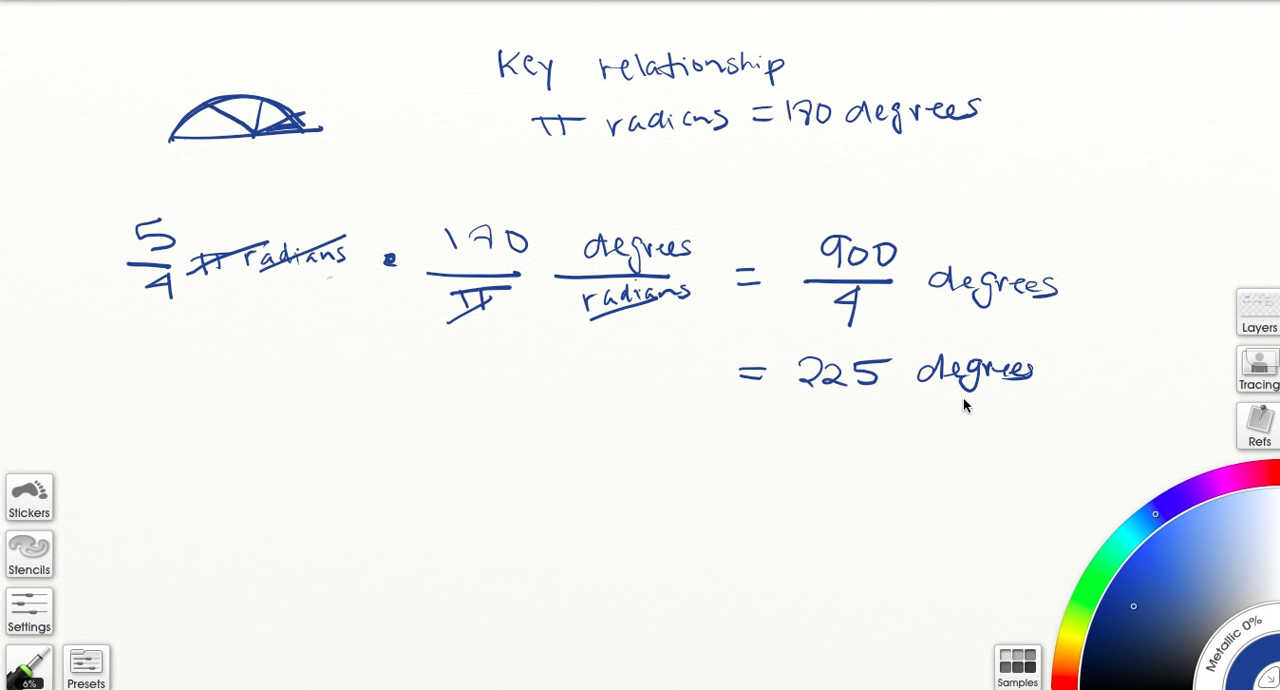 Key relationship
π radians = 180 degrees
5/4 π radians • 180/π degrees/radians = 900/4 degrees
= 225 degrees
Layers
Tracing
Refs
Stickers
Stencils
Settings
6%
Presets
Samples
Metallic 0%